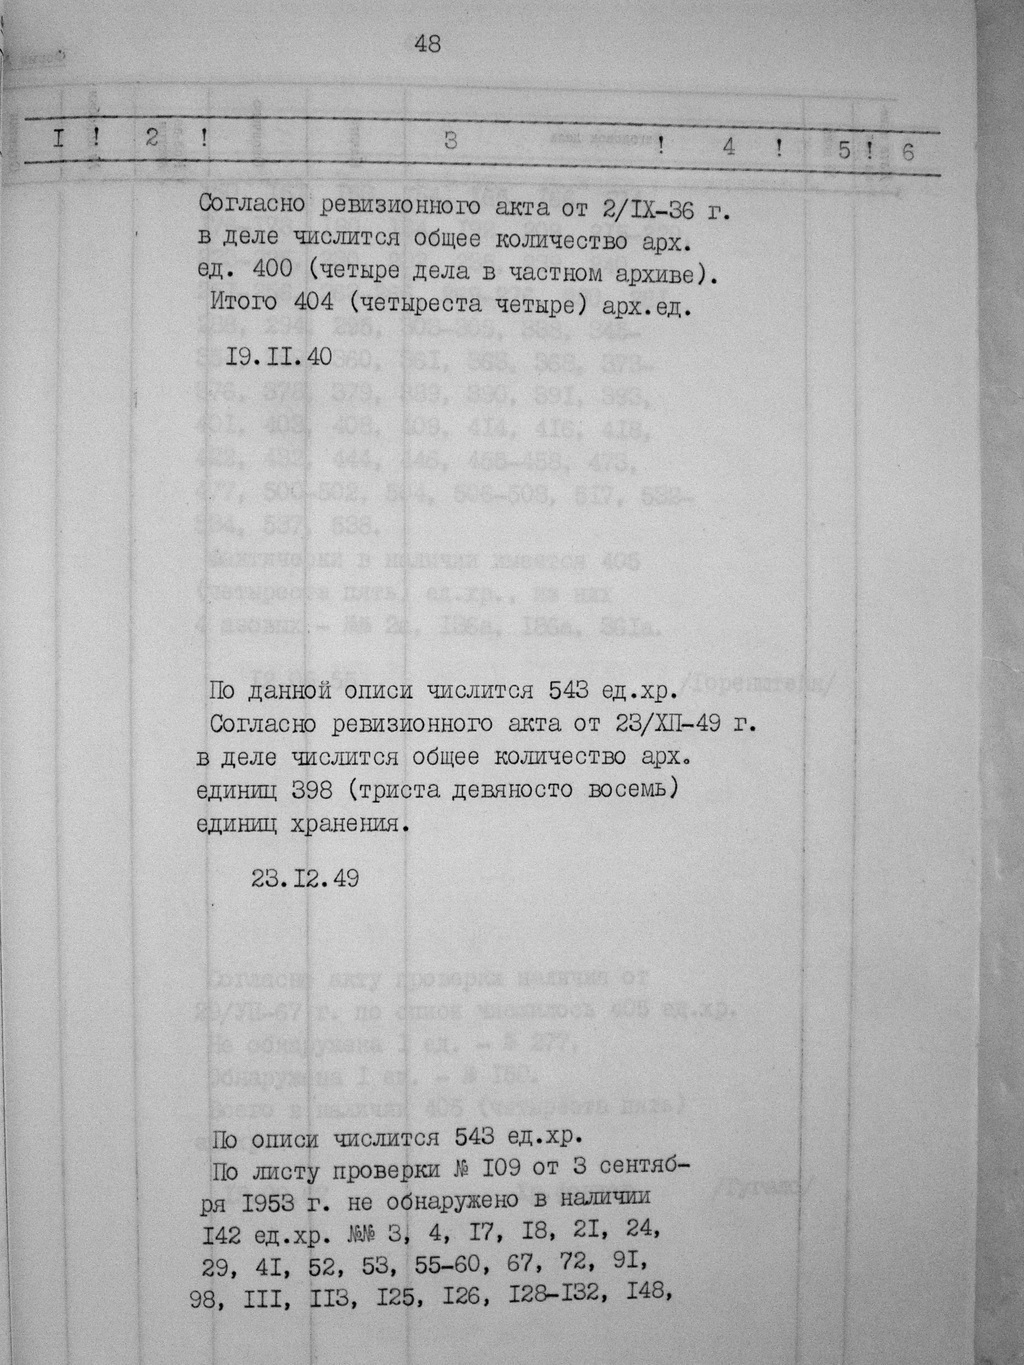 48
I ! 2 ! 3 ! 4 ! 5 ! 6
Согласно ревизионного акта от 2/IX-36 г.
в деле числится общее количество арх.
ед. 400 (четыре дела в частном архиве).
Итого 404 (четыреста четыре) арх.ед.
I9.II.40
По данной описи числится 543 ед.хр.
Согласно ревизионного акта от 23/ХП-49 г.
в деле числится общее количество арх.
единиц 398 (триста девяносто восемь)
единиц хранения.
23.I2.49
По описи числится 543 ед.хр.
По листу проверки № I09 от 3 сентяб-
ря I953 г. не обнаружено в наличии
I42 ед.хр. №№ 3, 4, I7, I8, 2I, 24,
29, 4I, 52, 53, 55-60, 67, 72, 9I,
98, III, II3, I25, I26, I28-I32, I48,